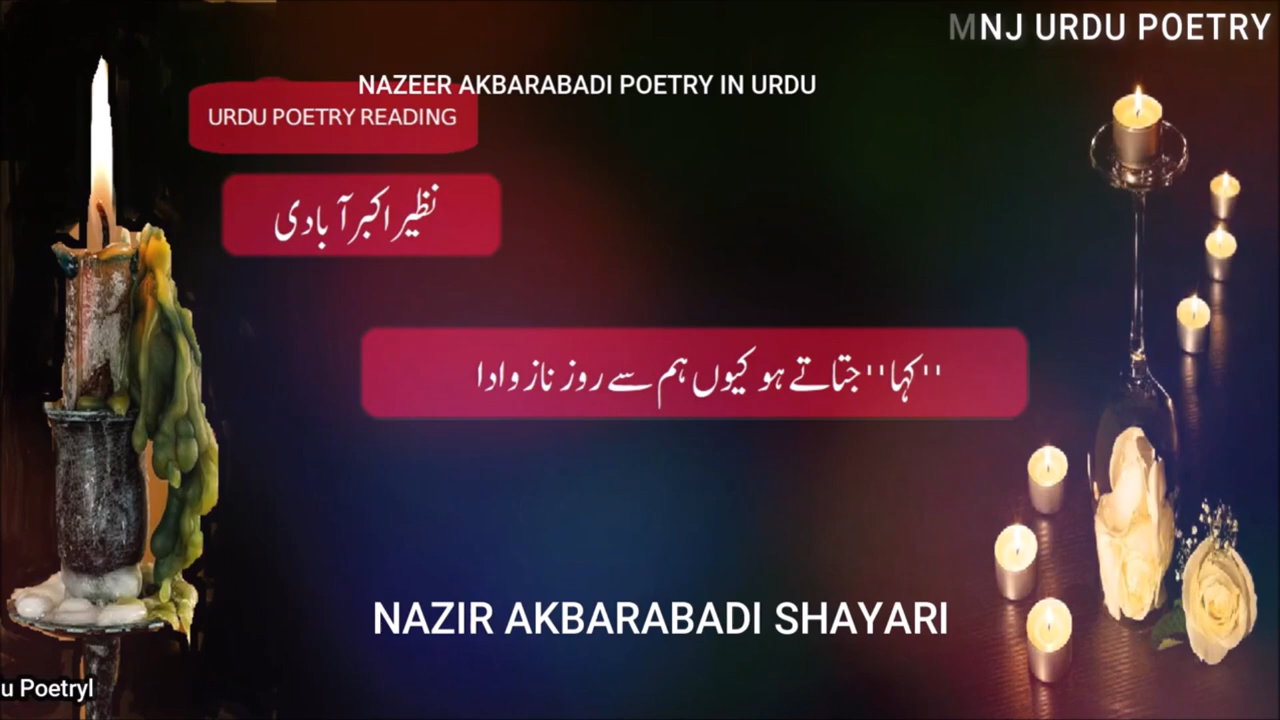 MNJ URDU POETRY
NAZEER AKBARABADI POETRY IN URDU
URDU POETRY READING
نظیر اکبر آبادی
''کہا'' جتاتے ہو کیوں ہم سے روز ناز و ادا
NAZIR AKBARABADI SHAYARI
u Poetryl